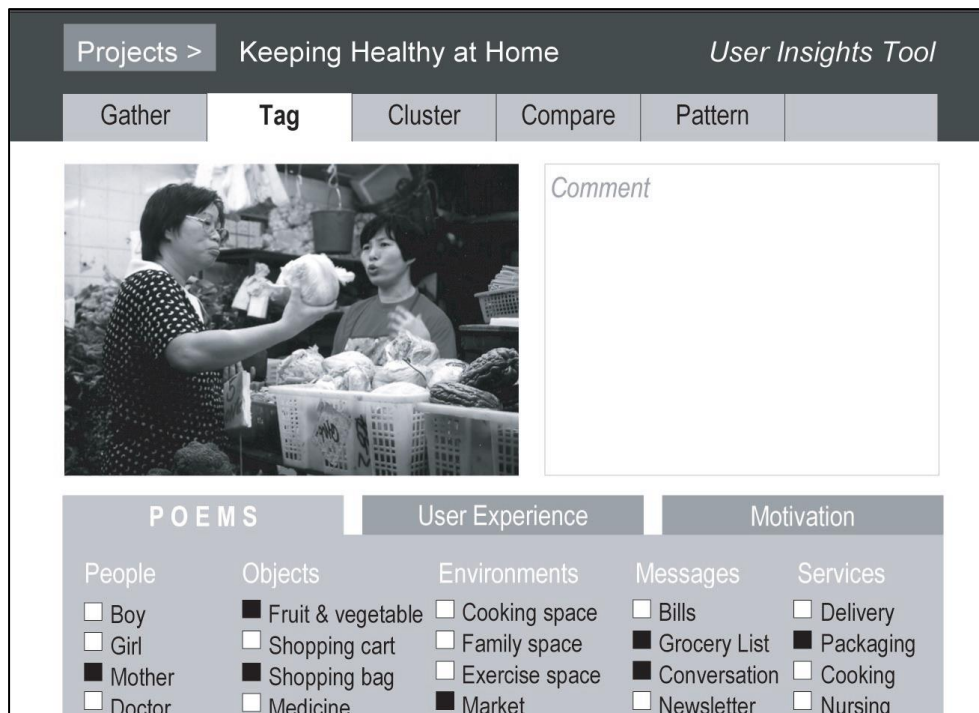 Projects > Keeping Healthy at Home User Insights Tool
Gather Tag Cluster Compare Pattern
Comment
POEMS User Experience Motivation
People Objects Environments Messages Services
Boy Fruit & vegetable Cooking space Bills Delivery
Girl Shopping cart Family space Grocery List Packaging
Mother Shopping bag Exercise space Conversation Cooking
Doctor Medicine Market Newsletter Nursing